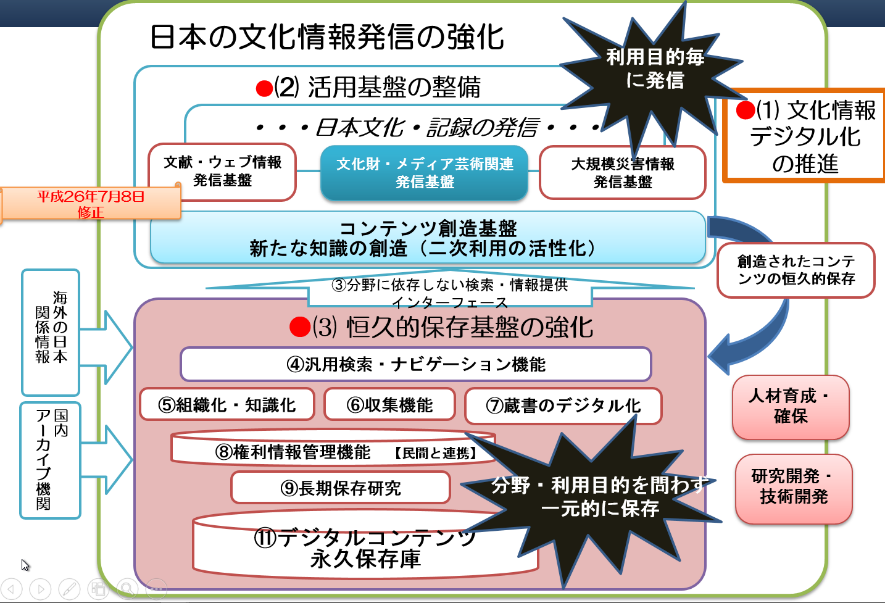 日本の文化情報発信の強化
利用目的毎
に発信
●(2) 活用基盤の整備
●(1) 文化情報
デジタル化
の推進
・・・日本文化・記録の発信・・・
文献・ウェブ情報
発信基盤
文化財・メディア芸術関連
発信基盤
大規模災害情報
発信基盤
平成26年7月8日
修正
コンテンツ創造基盤
新たな知識の創造（二次利用の活性化）
創造されたコンテ
ンツの恒久的保存
③分野に依存しない検索・情報提供
インターフェース
海外の日本
関係情報
●(3) 恒久的保存基盤の強化
④汎用検索・ナビゲーション機能
⑤組織化・知識化
⑥収集機能
⑦蔵書のデジタル化
国内
アーカイブ機関
⑧権利情報管理機能 【民間と連携】
⑨長期保存研究
分野・利用目的を問わず
一元的に保存
⑪デジタルコンテンツ
永久保存庫
人材育成・
確保
研究開発・
技術開発